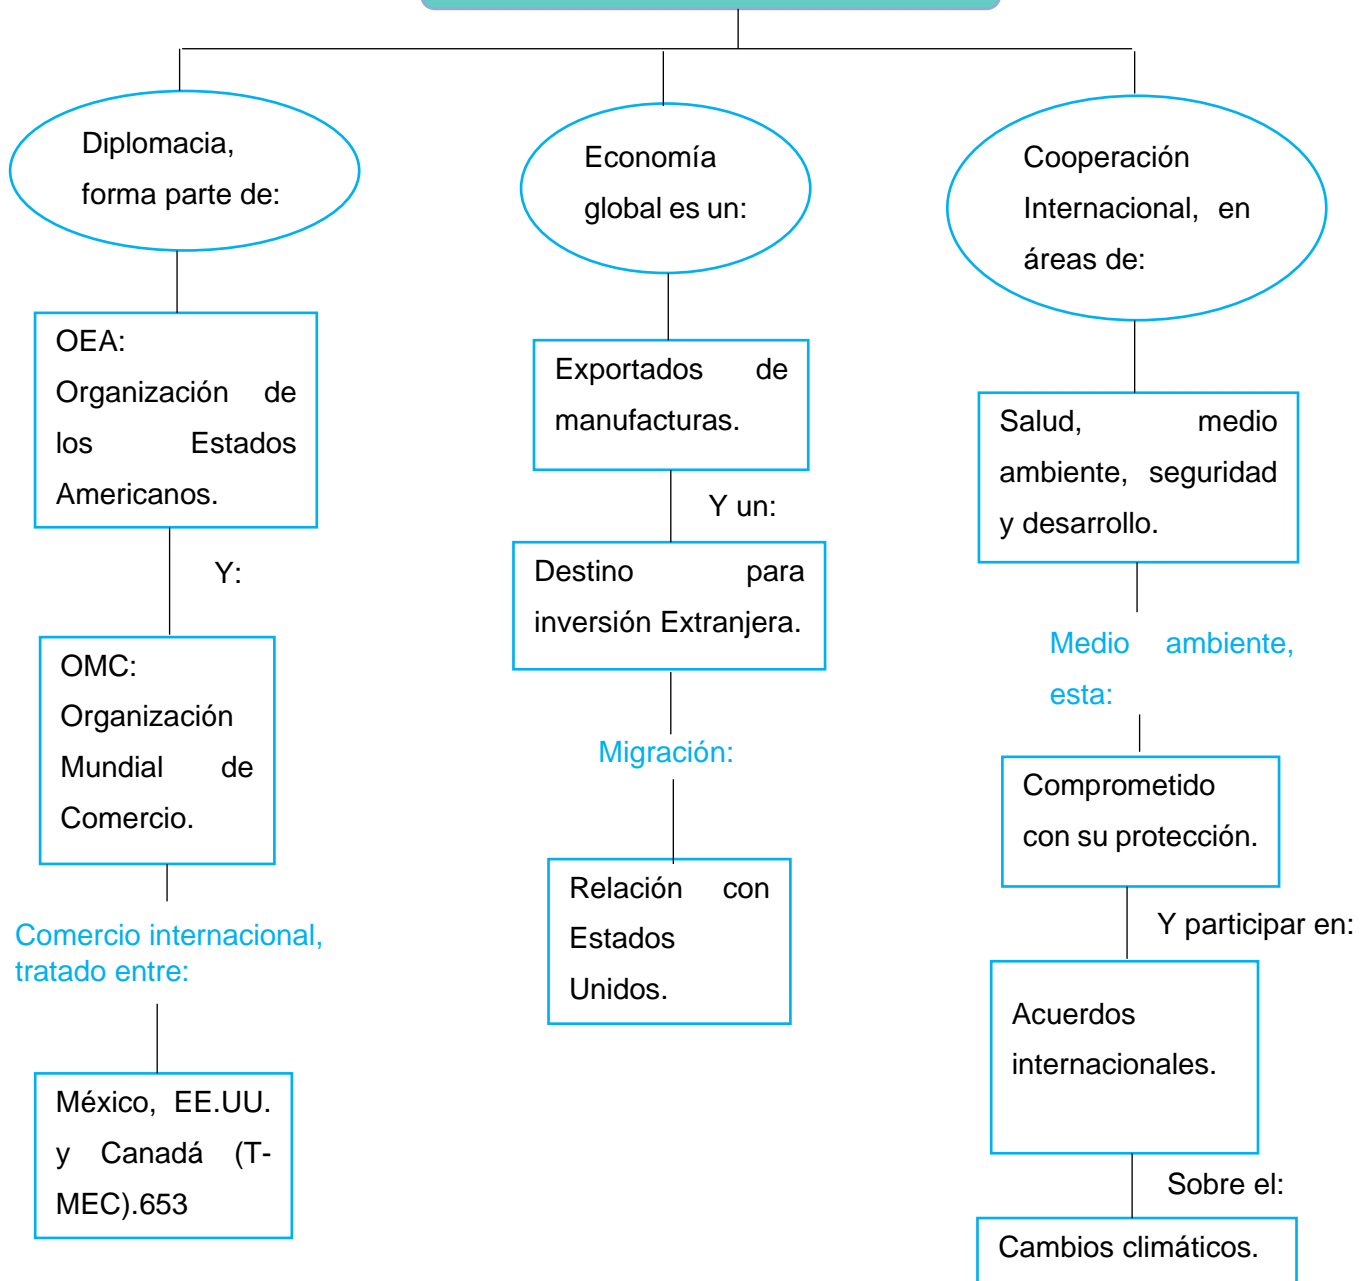 Diplomacia,
forma parte de:
OEA:
Organización de
los Estados
Americanos.
Y:
OMC:
Organización
Mundial de
Comercio.
Comercio internacional,
tratado entre:
México, EE.UU.
y Canadá (T-
MEC).653
Economía
global es un:
Exportados de
manufacturas.
Y un:
Destino para
inversión Extranjera.
Migración:
Relación con
Estados
Unidos.
Cooperación
Internacional, en
áreas de:
Salud, medio
ambiente, seguridad
y desarrollo.
Medio ambiente,
esta:
Comprometido
con su protección.
Y participar en:
Acuerdos
internacionales.
Sobre el:
Cambios climáticos.